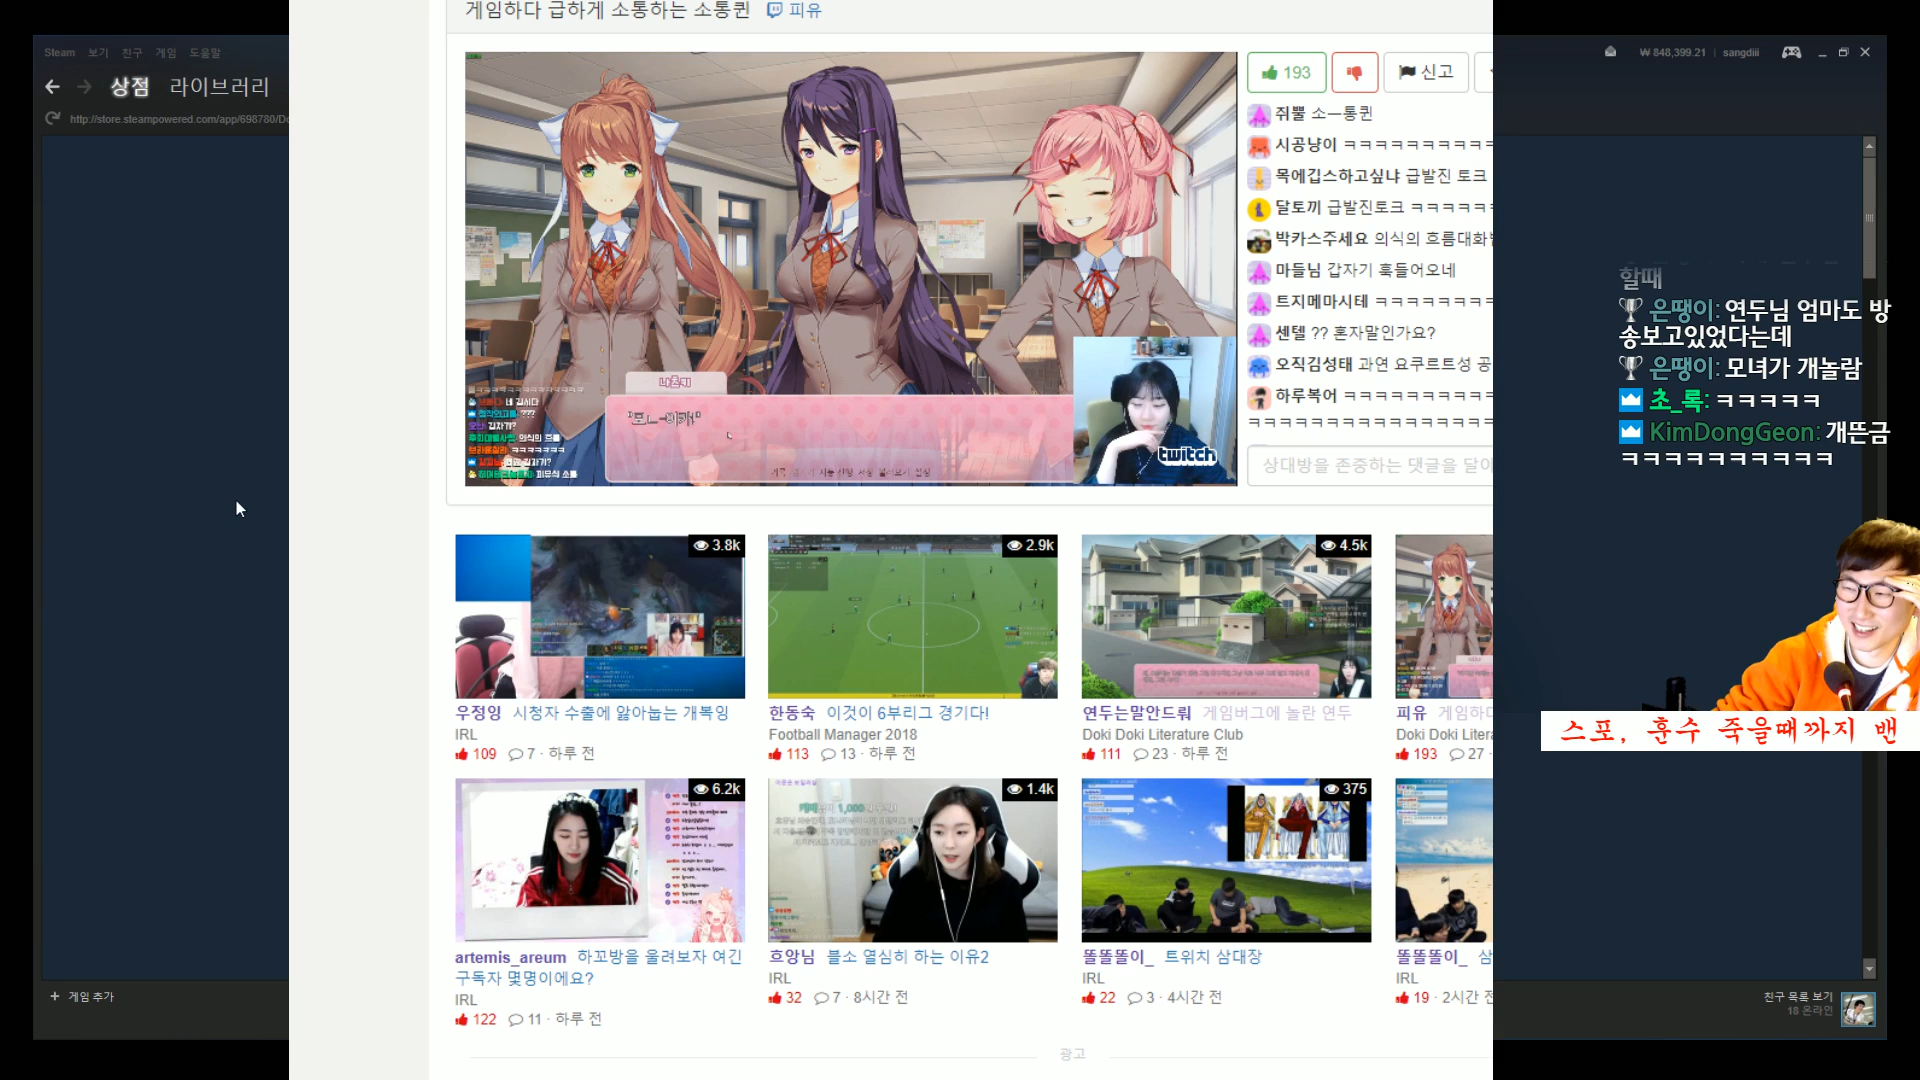 게임하다 급하게 소통하는 소통퀸 피유
Steam 보기 친구 게임 도움말
₩ 848,399.21 | sangdiii
상점 라이브러리
http://store.steampowered.com/app/698780/Do
193 신고
쥐뿔 소ㅡ통퀸
시공냥이 ㅋㅋㅋㅋㅋㅋㅋㅋㅋㅋ
목에깁스하고싶냐 급발진 토크
달토끼 급발진토크 ㅋㅋㅋㅋㅋ
박카스주세요 의식의 흐름대화
마들님 갑자기 훅들어오네
트지메마시테 ㅋㅋㅋㅋㅋㅋㅋㅋ
센텔 ?? 혼자말인가요?
오직김성태 과연 요쿠르트성 공
하루복어 ㅋㅋㅋㅋㅋㅋㅋㅋㅋㅋ
ㅋㅋㅋㅋㅋㅋㅋㅋㅋㅋㅋㅋㅋㅋㅋ
상대방을 존중하는 댓글을 달아
나츠키
twitch
할때
은땡이: 연두님 엄마도 방
송보고있었다는데
은땡이: 모녀가 개놀람
초_록: ㅋㅋㅋㅋㅋ
KimDongGeon: 개뜬금
ㅋㅋㅋㅋㅋㅋㅋㅋㅋㅋ
스포, 훈수 죽을때까지 밴
3.8k
2.9k
4.5k
우정잉 시청자 수출에 앓아눕는 개복잉
IRL
109 7 · 하루 전
한동숙 이것이 6부리그 경기다!
Football Manager 2018
113 13 · 하루 전
연두는말안드뤄 게임버그에 놀란 연두
Doki Doki Literature Club
111 23 · 하루 전
피유 게임하다
Doki Doki Litera
193 27 ·
6.2k
1.4k
375
artemis_areum 하꼬방을 울려보자 여긴
구독자 몇명이에요?
IRL
122 11 · 하루 전
흐앙님 블소 열심히 하는 이유2
IRL
32 7 · 8시간 전
똘똘똘이_ 트위치 삼대장
IRL
22 3 · 4시간 전
똘똘똘이_ 삼
IRL
19 · 2시간 전
광고
+ 게임 추가
친구 목록 보기
18 온라인